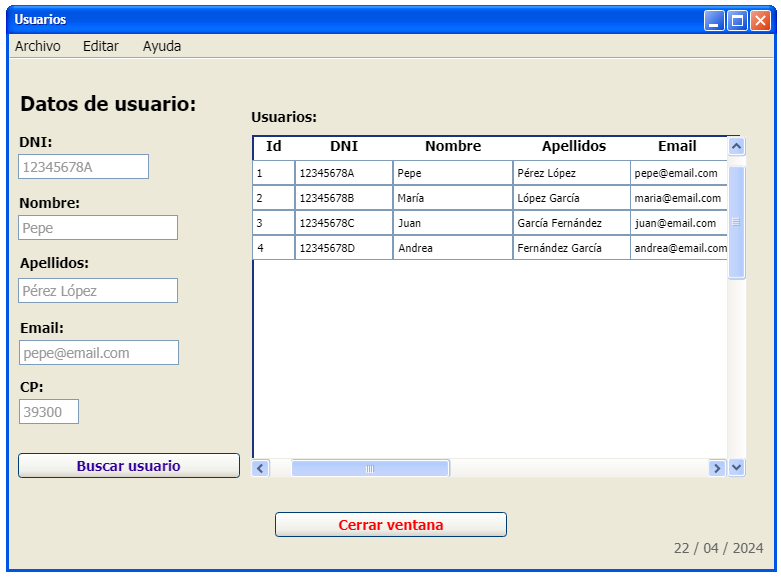 Usuarios
Archivo Editar Ayuda
Datos de usuario:
DNI:
12345678A
Nombre:
Pepe
Apellidos:
Pérez López
Email:
pepe@email.com
CP:
39300
Buscar usuario
Usuarios:
Id DNI Nombre Apellidos Email
1 12345678A Pepe Pérez López pepe@email.com
2 12345678B María López García maria@email.com
3 12345678C Juan García Fernández juan@email.com
4 12345678D Andrea Fernández García andrea@email.com
Cerrar ventana
22 / 04 / 2024